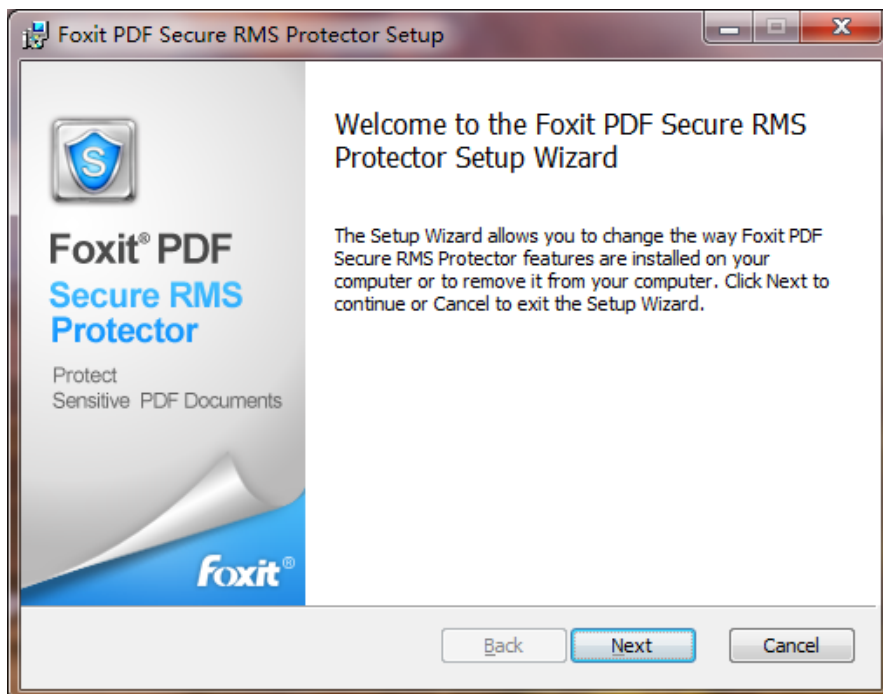 Foxit PDF Secure RMS Protector Setup
S
Foxit® PDF
Secure RMS
Protector
Protect
Sensitive PDF Documents
foxit®
Welcome to the Foxit PDF Secure RMS
Protector Setup Wizard
The Setup Wizard allows you to change the way Foxit PDF
Secure RMS Protector features are installed on your
computer or to remove it from your computer. Click Next to
continue or Cancel to exit the Setup Wizard.
Back
Next
Cancel